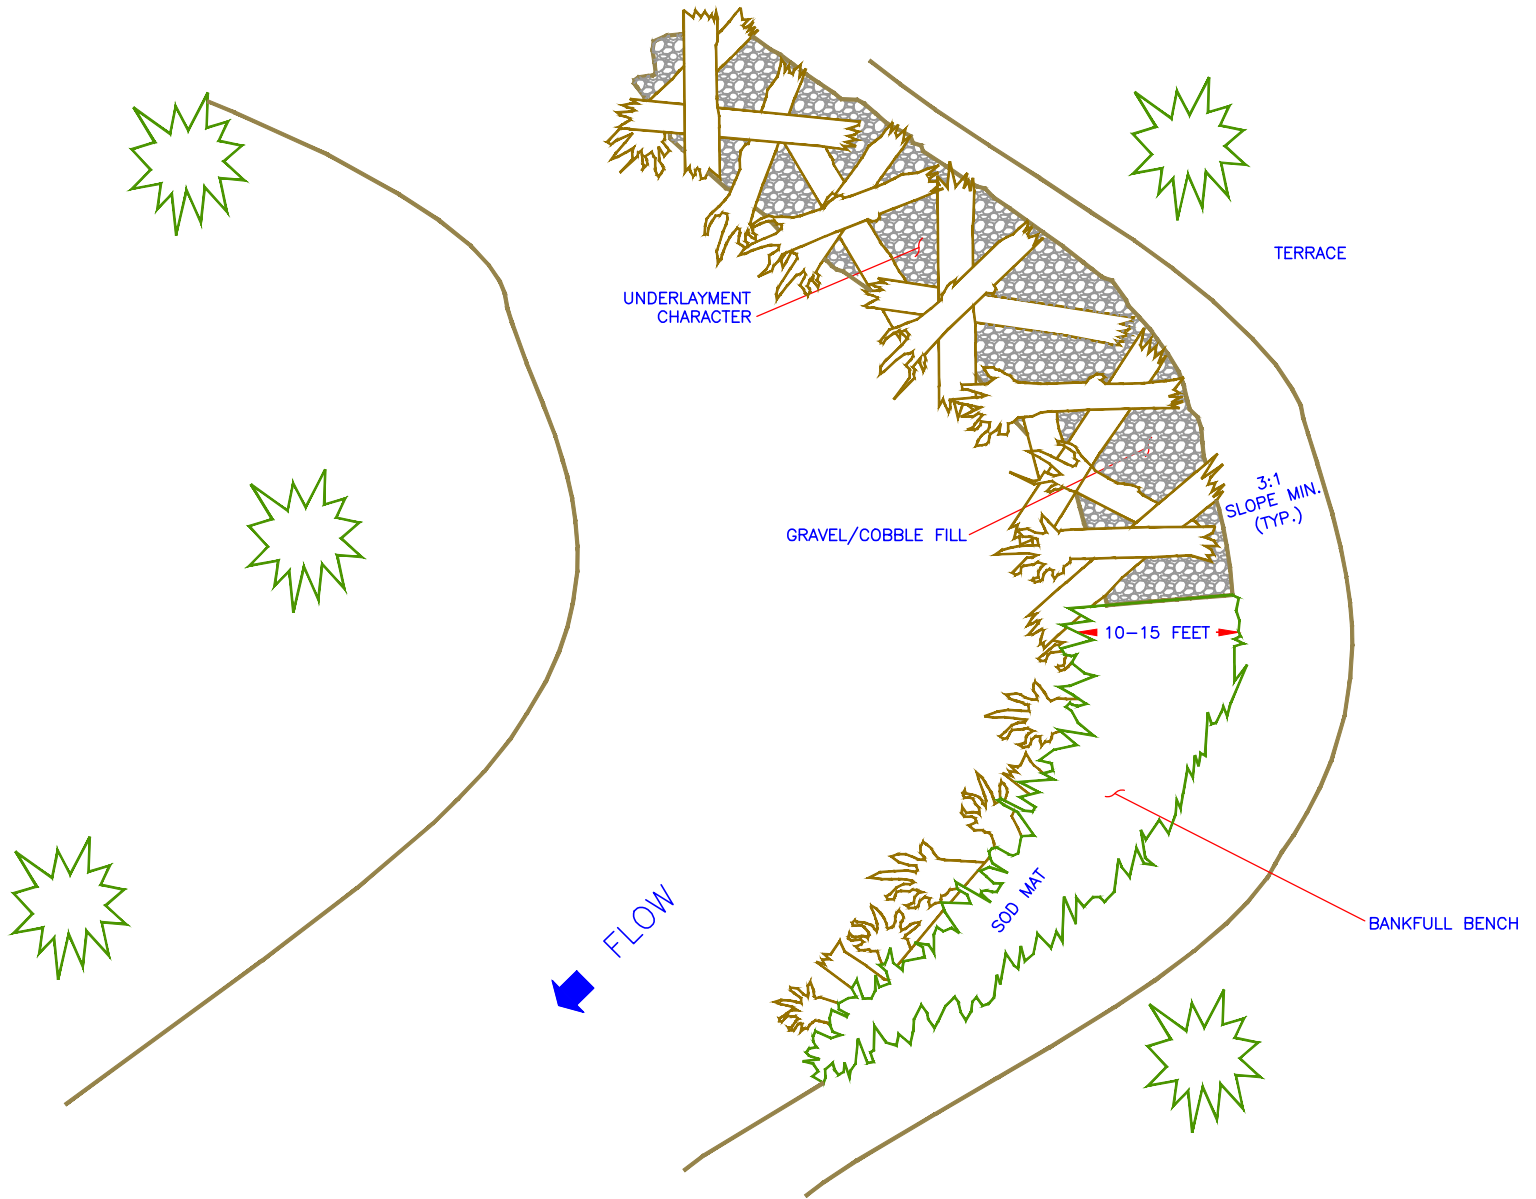 TERRACE
UNDERLAYMENT
CHARACTER
3:1
SLOPE MIN.
(TYP.)
GRAVEL/COBBLE FILL
10-15 FEET
SOD MAT
FLOW
BANKFULL BENCH